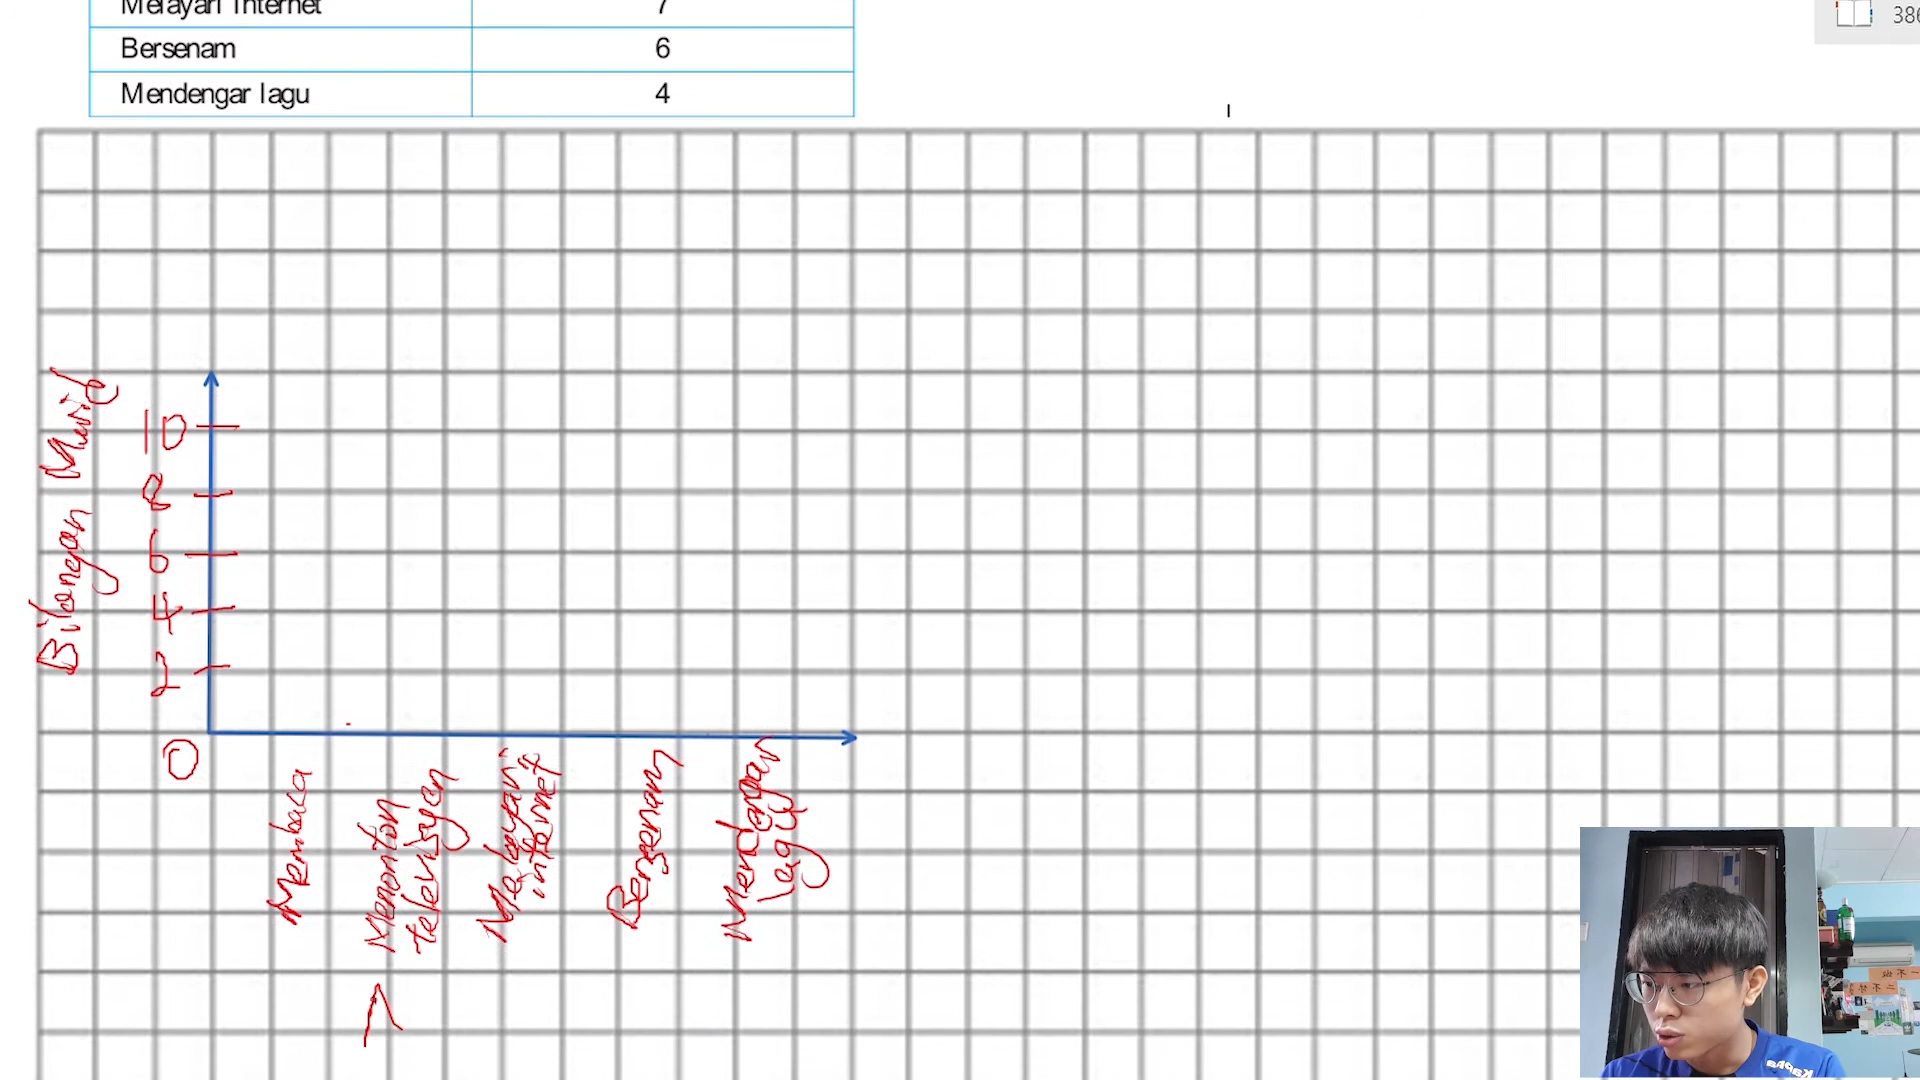 Melayari Internet 7
Bersenam 6
Mendengar lagu 4
386
Bilangan Murid
10
8
6
4
2
0
Membaca
Menonton
televisyen
Melayari
internet
Bersenam
Mendengar
lagu